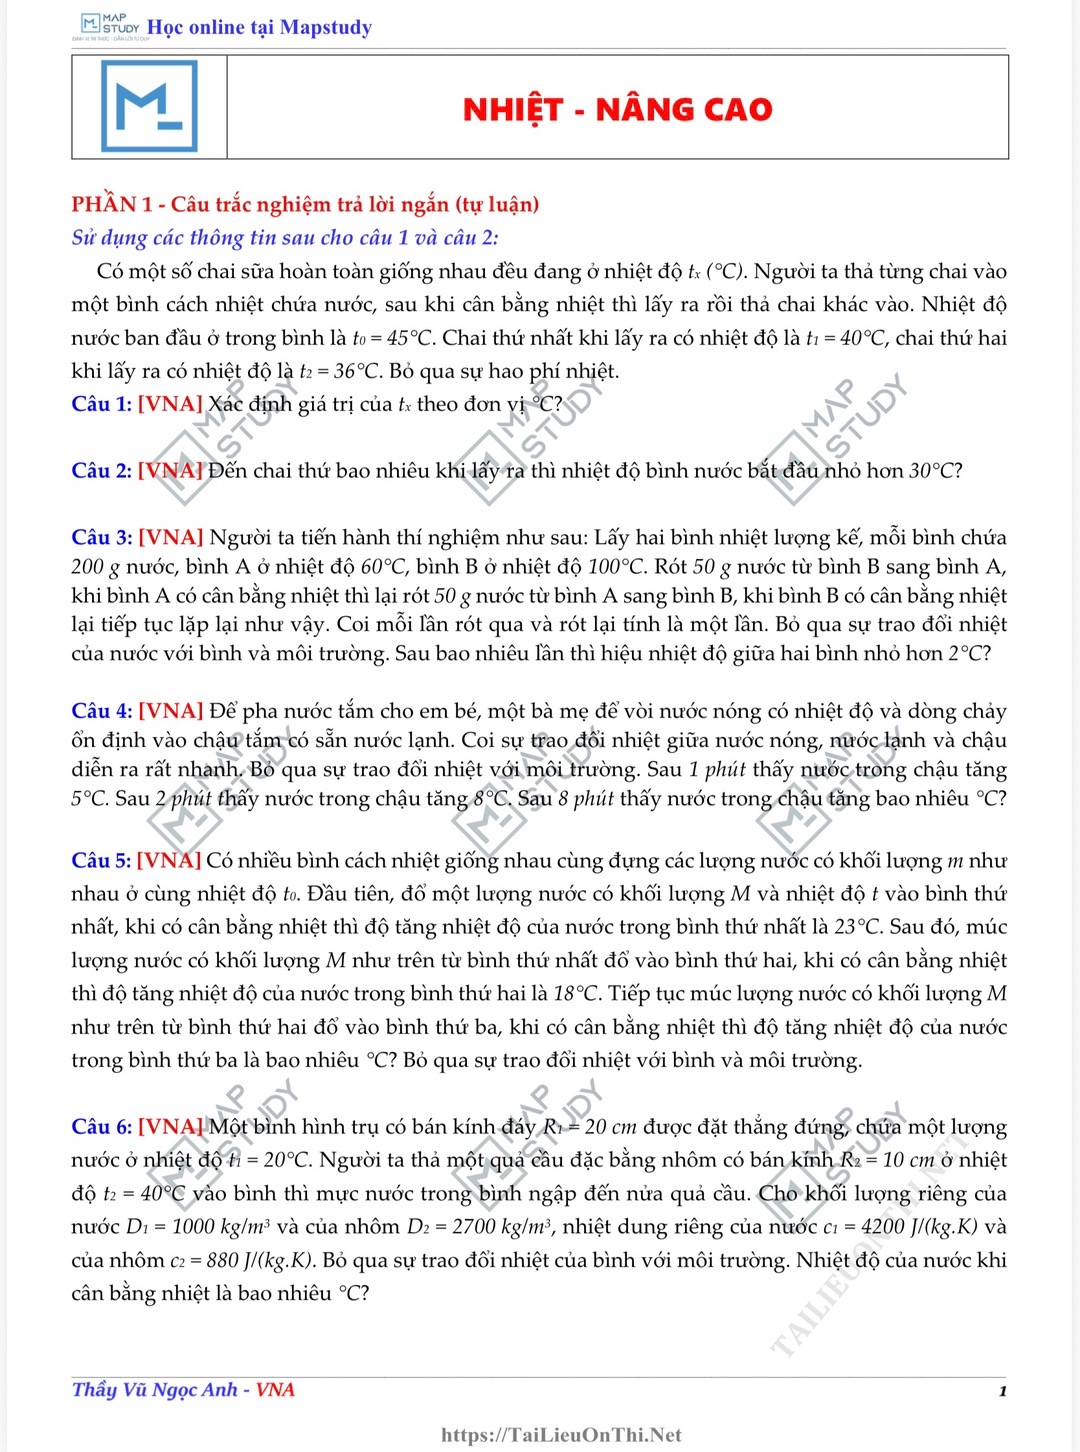 MAP
STUDY Học online tại Mapstudy
NHIỆT - NÂNG CAO
PHẦN 1 - Câu trắc nghiệm trả lời ngắn (tự luận)
Sử dụng các thông tin sau cho câu 1 và câu 2:
Có một số chai sữa hoàn toàn giống nhau đều đang ở nhiệt độ tx (°C). Người ta thả từng chai vào
một bình cách nhiệt chứa nước, sau khi cân bằng nhiệt thì lấy ra rồi thả chai khác vào. Nhiệt độ
nước ban đầu ở trong bình là t0 = 45°C. Chai thứ nhất khi lấy ra có nhiệt độ là t1 = 40°C, chai thứ hai
khi lấy ra có nhiệt độ là t2 = 36°C. Bỏ qua sự hao phí nhiệt.
Câu 1: [VNA] Xác định giá trị của tx theo đơn vị °C?
Câu 2: [VNA] Đến chai thứ bao nhiêu khi lấy ra thì nhiệt độ bình nước bắt đầu nhỏ hơn 30°C?
Câu 3: [VNA] Người ta tiến hành thí nghiệm như sau: Lấy hai bình nhiệt lượng kế, mỗi bình chứa
200 g nước, bình A ở nhiệt độ 60°C, bình B ở nhiệt độ 100°C. Rót 50 g nước từ bình B sang bình A,
khi bình A có cân bằng nhiệt thì lại rót 50 g nước từ bình A sang bình B, khi bình B có cân bằng nhiệt
lại tiếp tục lặp lại như vậy. Coi mỗi lần rót qua và rót lại tính là một lần. Bỏ qua sự trao đổi nhiệt
của nước với bình và môi trường. Sau bao nhiêu lần thì hiệu nhiệt độ giữa hai bình nhỏ hơn 2°C?
Câu 4: [VNA] Để pha nước tắm cho em bé, một bà mẹ để vòi nước nóng có nhiệt độ và dòng chảy
ổn định vào chậu tắm có sẵn nước lạnh. Coi sự trao đổi nhiệt giữa nước nóng, nước lạnh và chậu
diễn ra rất nhanh. Bỏ qua sự trao đổi nhiệt với môi trường. Sau 1 phút thấy nước trong chậu tăng
5°C. Sau 2 phút thấy nước trong chậu tăng 8°C. Sau 8 phút thấy nước trong chậu tăng bao nhiêu °C?
Câu 5: [VNA] Có nhiều bình cách nhiệt giống nhau cùng đựng các lượng nước có khối lượng m như
nhau ở cùng nhiệt độ t0. Đầu tiên, đổ một lượng nước có khối lượng M và nhiệt độ t vào bình thứ
nhất, khi có cân bằng nhiệt thì độ tăng nhiệt độ của nước trong bình thứ nhất là 23°C. Sau đó, múc
lượng nước có khối lượng M như trên từ bình thứ nhất đổ vào bình thứ hai, khi có cân bằng nhiệt
thì độ tăng nhiệt độ của nước trong bình thứ hai là 18°C. Tiếp tục múc lượng nước có khối lượng M
như trên từ bình thứ hai đổ vào bình thứ ba, khi có cân bằng nhiệt thì độ tăng nhiệt độ của nước
trong bình thứ ba là bao nhiêu °C? Bỏ qua sự trao đổi nhiệt với bình và môi trường.
Câu 6: [VNA] Một bình hình trụ có bán kính đáy R1 = 20 cm được đặt thẳng đứng, chứa một lượng
nước ở nhiệt độ t1 = 20°C. Người ta thả một quả cầu đặc bằng nhôm có bán kính R2 = 10 cm ở nhiệt
độ t2 = 40°C vào bình thì mực nước trong bình ngập đến nửa quả cầu. Cho khối lượng riêng của
nước D1 = 1000 kg/m³ và của nhôm D2 = 2700 kg/m³, nhiệt dung riêng của nước c1 = 4200 J/(kg.K) và
của nhôm c2 = 880 J/(kg.K). Bỏ qua sự trao đổi nhiệt của bình với môi trường. Nhiệt độ của nước khi
cân bằng nhiệt là bao nhiêu °C?
TAILIEUONTHI.NET
Thầy Vũ Ngọc Anh - VNA 1
https://TaiLieuOnThi.Net